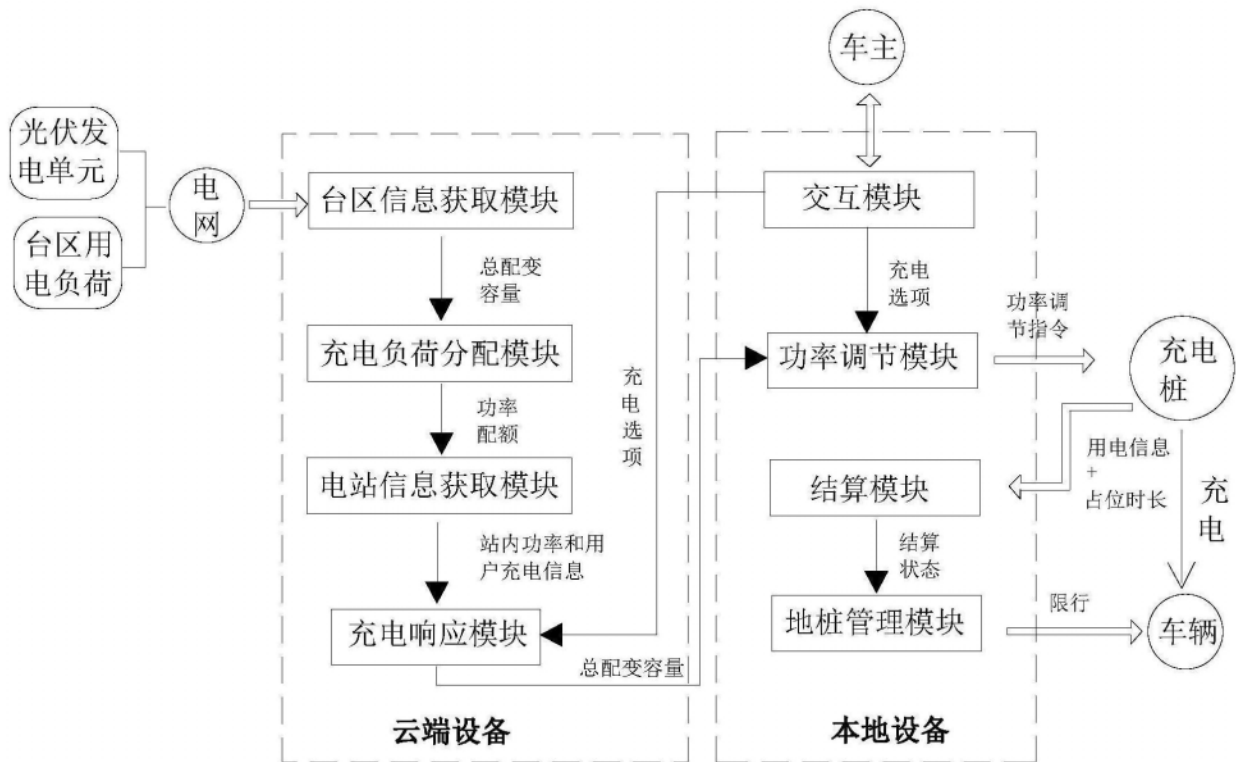 车主
光伏发
电单元
电
网
台区用
电负荷
台区信息获取模块
总配变
容量
充电负荷分配模块
功率
配额
电站信息获取模块
站内功率和用
户充电信息
充电响应模块
云端设备
充
电
选
项
总配变容量
交互模块
充电
选项
功率调节模块
功率调
节指令
结算模块
结算
状态
地桩管理模块
本地设备
充电
桩
用电信息
+
占位时长
充
电
限行
车辆